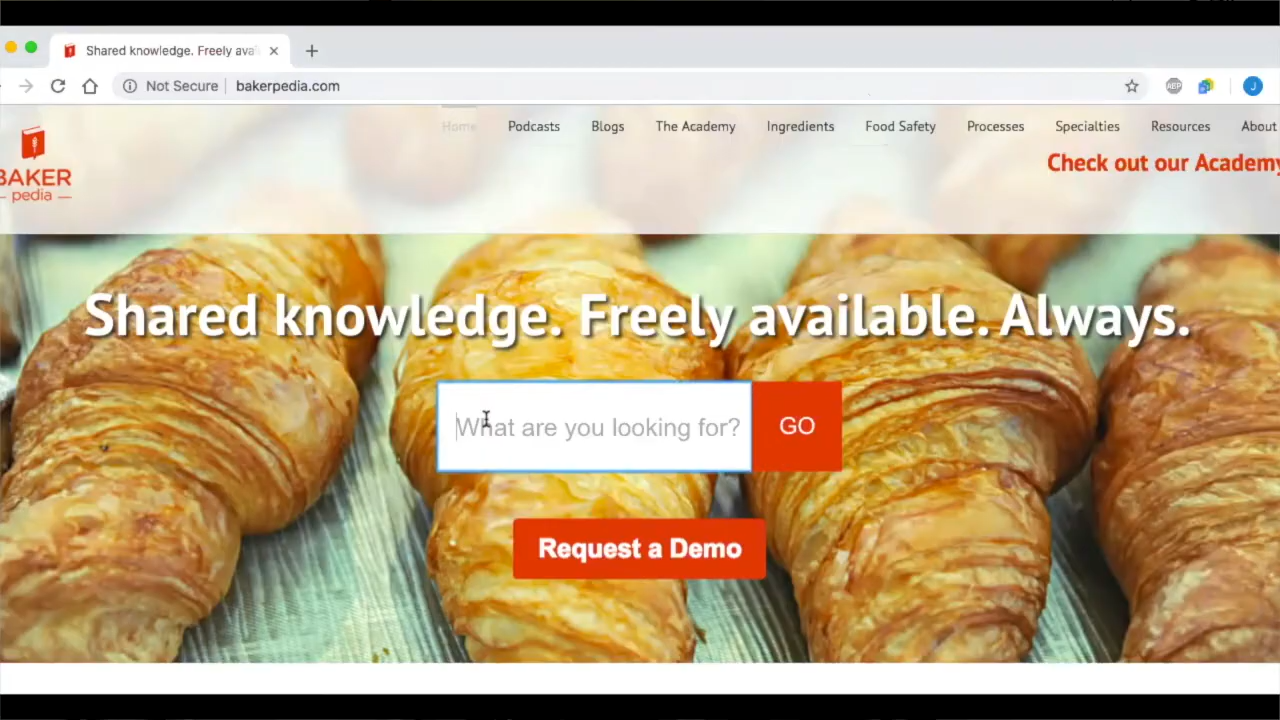 Shared knowledge. Freely ava
Not Secure | bakerpedia.com
ABP
J
Home Podcasts Blogs The Academy Ingredients Food Safety Processes Specialties Resources About
BAKER
pedia
Check out our Academy
Shared knowledge. Freely available. Always.
What are you looking for? GO
Request a Demo